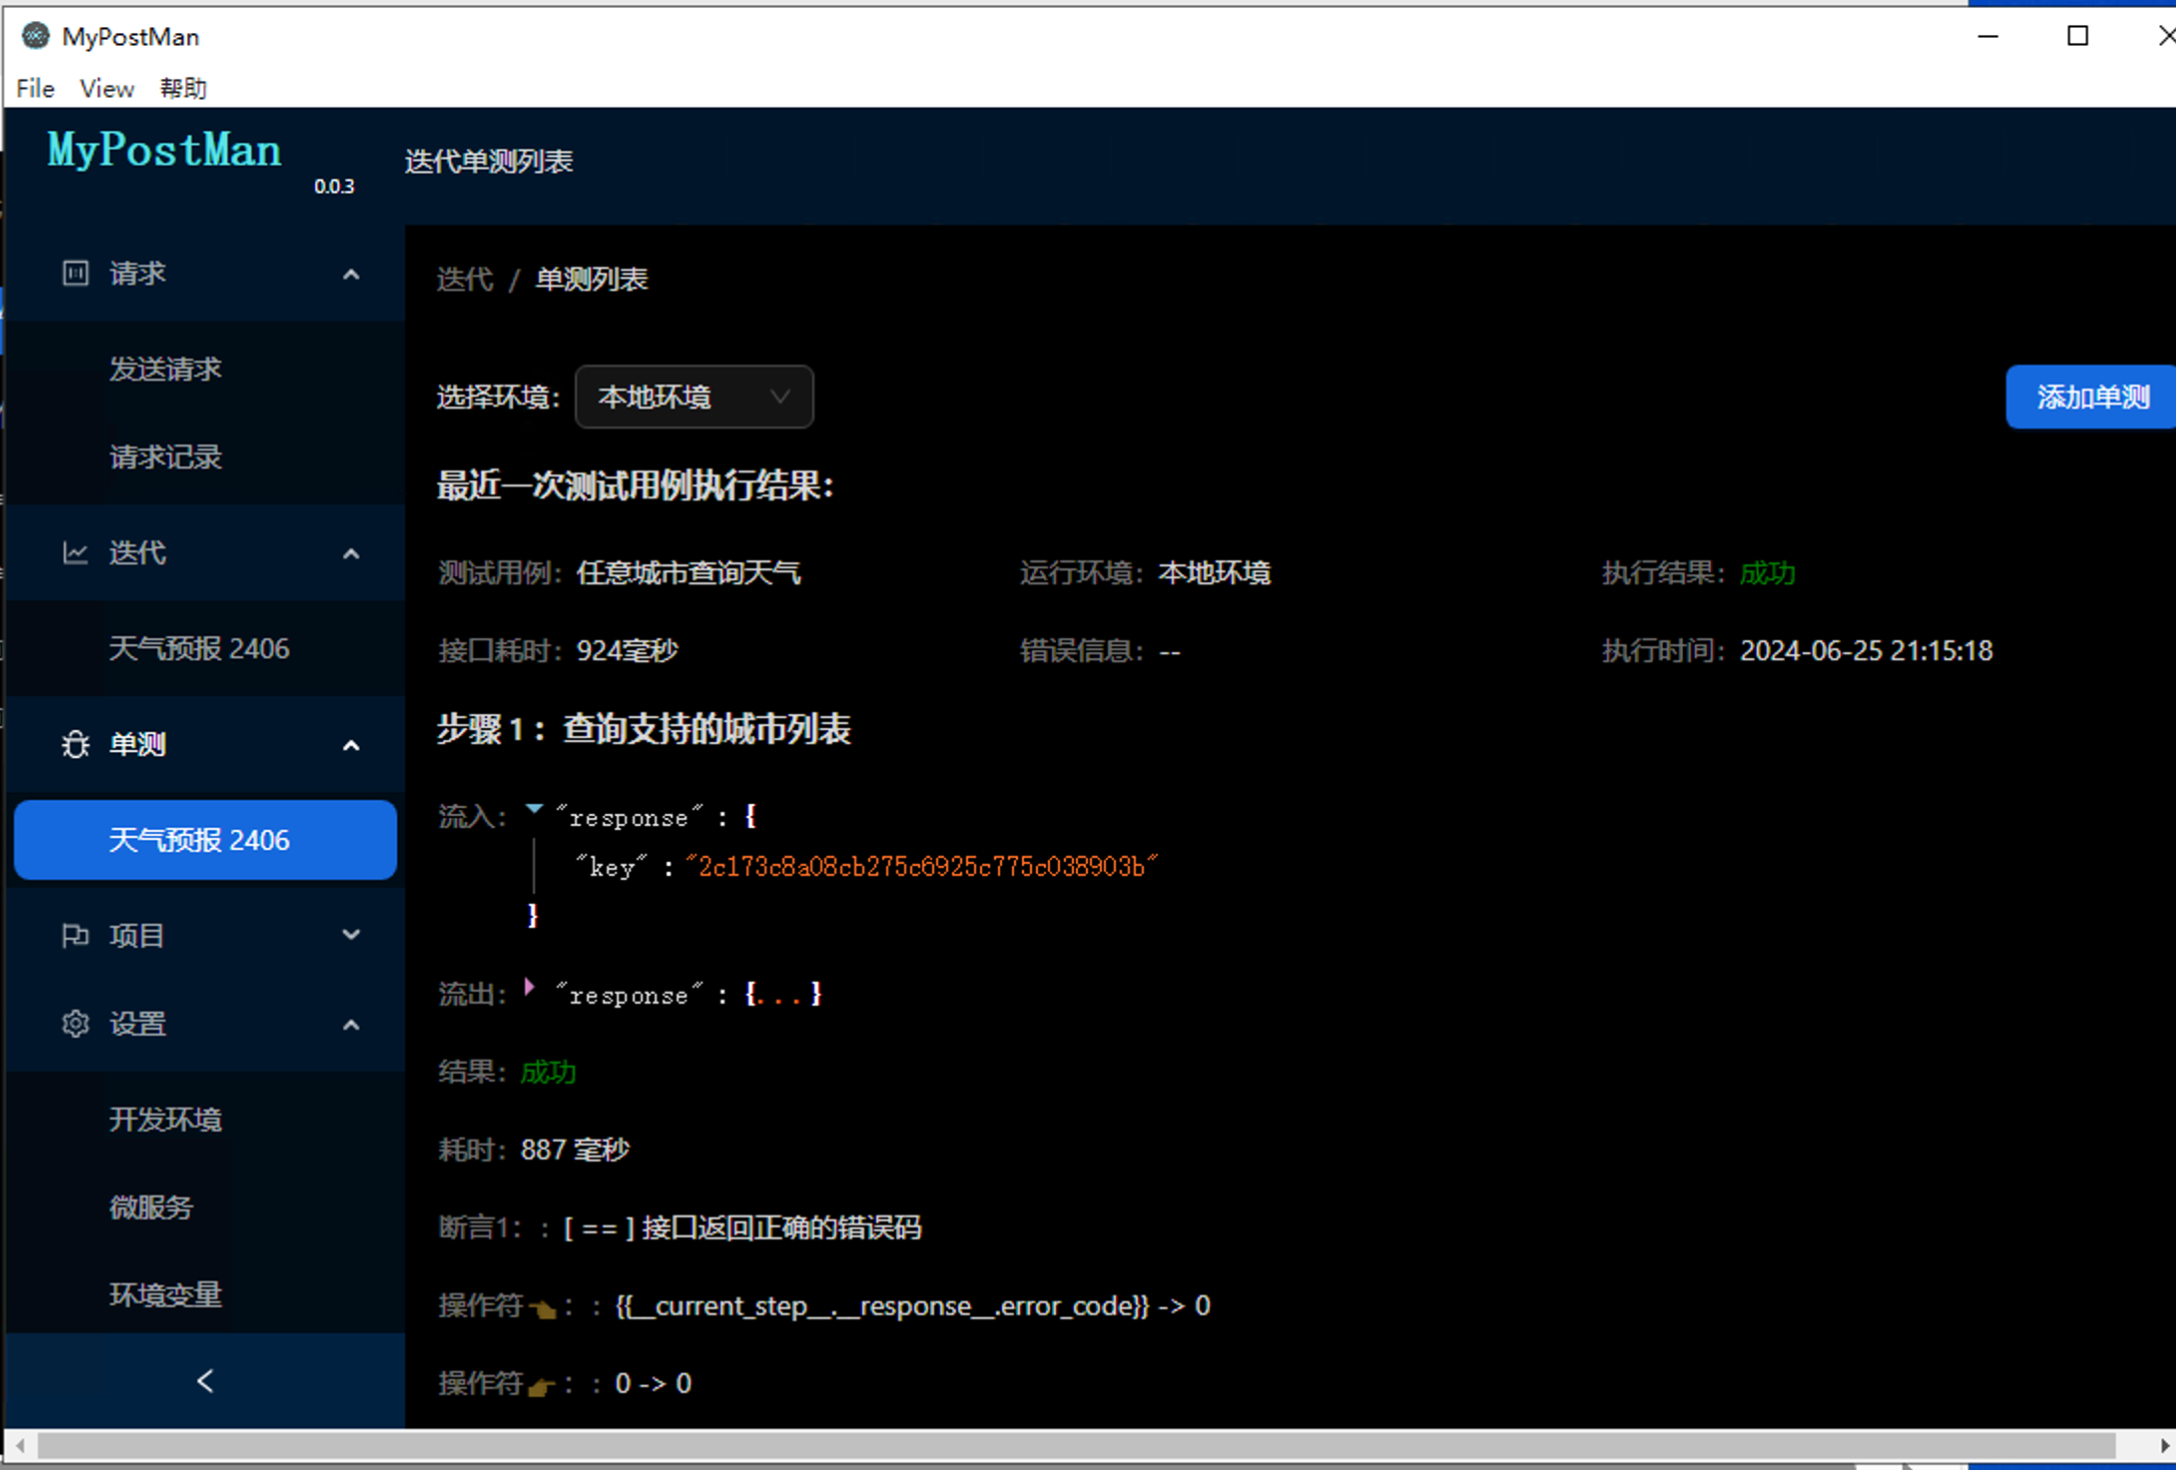 MyPostMan
File View 帮助
MyPostMan 0.0.3
迭代单测列表
请求
发送请求
请求记录
迭代
天气预报 2406
单测
天气预报 2406
项目
设置
开发环境
微服务
环境变量
迭代 / 单测列表
选择环境： 本地环境 添加单测
最近一次测试用例执行结果：
测试用例： 任意城市查询天气 运行环境： 本地环境 执行结果： 成功
接口耗时： 924毫秒 错误信息： -- 执行时间： 2024-06-25 21:15:18
步骤 1： 查询支持的城市列表
流入： "response" : {
"key" : "2c173c8a08cb275c6925c775c038903b"
}
流出： "response" : {...}
结果： 成功
耗时： 887 毫秒
断言1： : [ == ] 接口返回正确的错误码
操作符👈： : {{__current_step__.__response__.error_code}} -> 0
操作符👉： : 0 -> 0